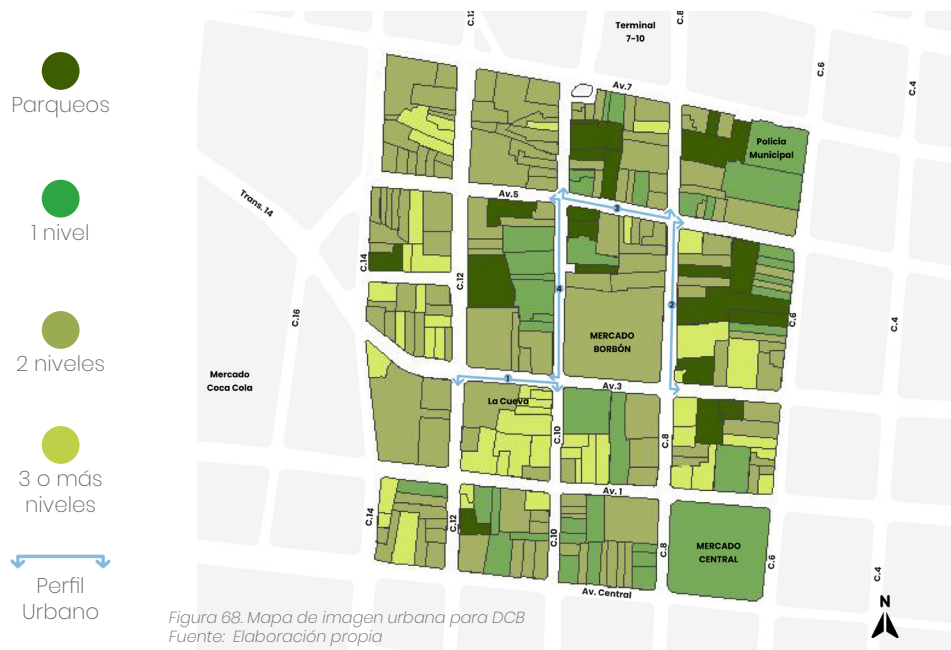 Parqueos
1 nivel
2 niveles
3 o más
niveles
Perfil
Urbano
C.12
Terminal
7-10
C.8
C.6
C.4
Av.7
Policia
Municipal
Trans. 14
Av.5
3
C.14
C.12
C.16
4
2
C.6
C.4
MERCADO
BORBÓN
Mercado
Coca Cola
1
Av.3
La Cueva
C.10
C.8
Av. 1
C.14
C.12
C.10
C.8
MERCADO
CENTRAL
C.6
C.4
Av. Central
N
Figura 68. Mapa de imagen urbana para DCB
Fuente: Elaboración propia